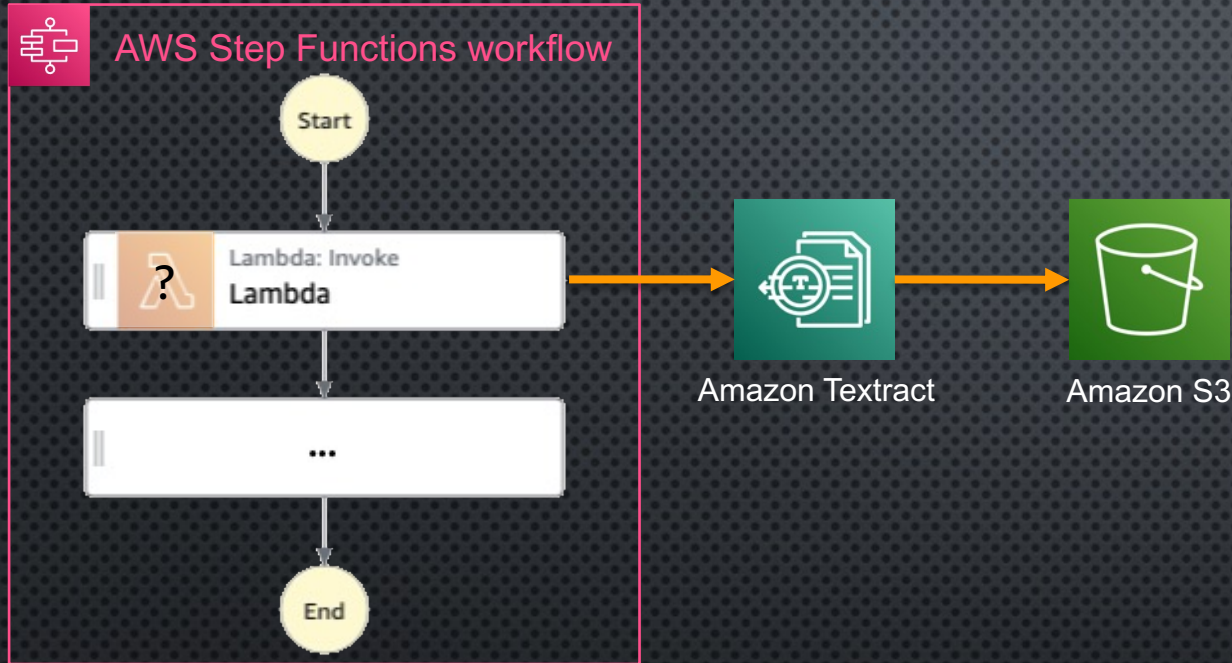 AWS Step Functions workflow
Start
Lambda: Invoke
?
Lambda
...
End
T
Amazon Textract
Amazon S3